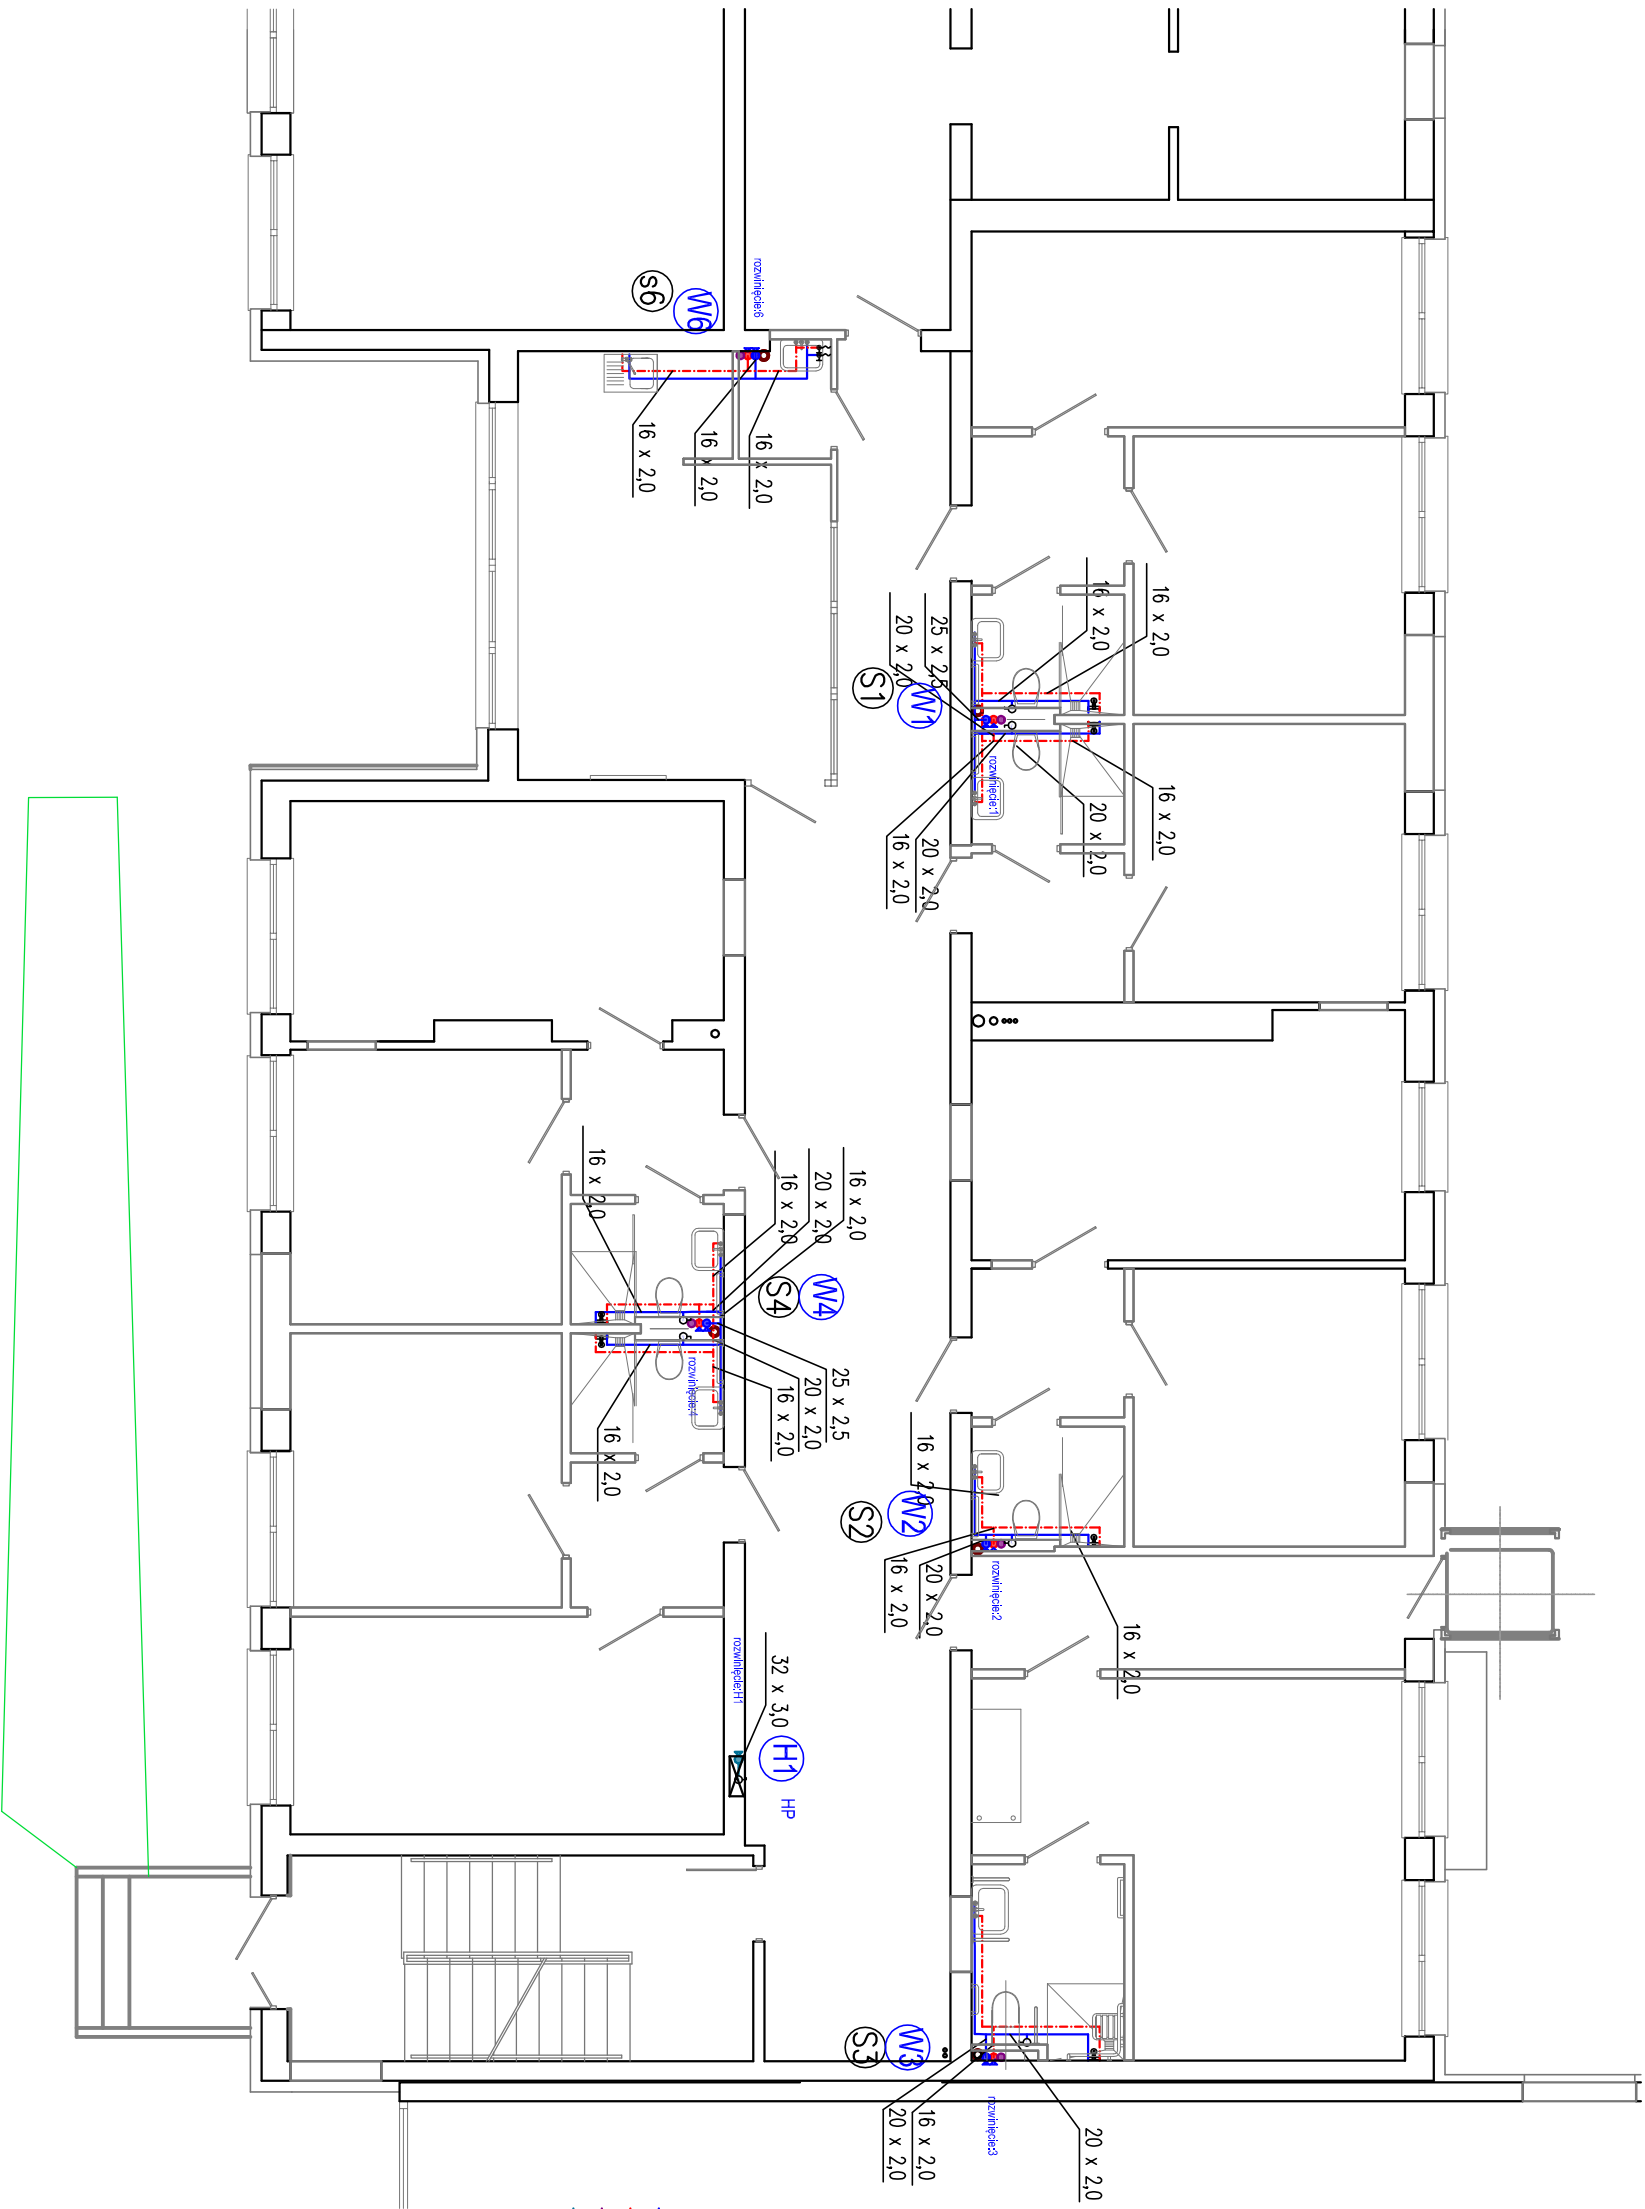 rozwinięcie:6
W6
s6
16 x 2,0
16 x 2,0
16 x 2,0
16 x 2,0
16 x 2,0
25 x 2,5
20 x 2,0
W1
S1
rozwinięcie:1
16 x 2,0
20 x 2,0
20 x 2,0
16 x 2,0
16 x 2,0
20 x 2,0
16 x 2,0
16 x 2,0
W4
S4
rozwinięcie:4
25 x 2,5
20 x 2,0
16 x 2,0
16 x 2,0
16 x 2,0
W2
S2
rozwinięcie:2
20 x 2,0
16 x 2,0
16 x 2,0
rozwinięcie:H1
32 x 3,0
H1
HP
W3
S3
rozwinięcie:3
16 x 2,0
20 x 2,0
20 x 2,0